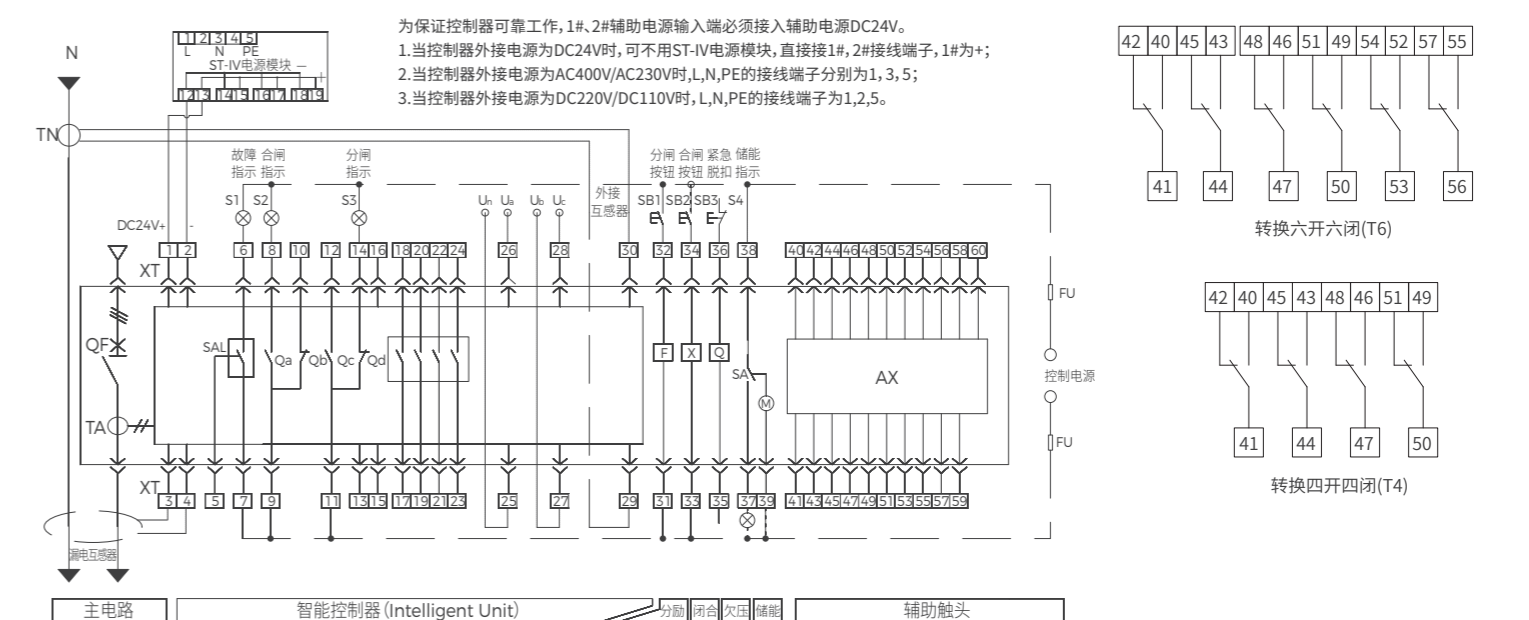 为保证控制器可靠工作,1#、2#辅助电源输入端必须接入辅助电源DC24V。
1.当控制器外接电源为DC24V时,可不用ST-IV电源模块,直接接1#,2#接线端子,1#为+;
2.当控制器外接电源为AC400V/AC230V时,L,N,PE的接线端子分别为1,3,5;
3.当控制器外接电源为DC220V/DC110V时,L,N,PE的接线端子为1,2,5。
N
1 2 3 4 5
L N PE
ST-IV电源模块 — +
12 13 14 15 16 17 18 19
TN
故障指示
合闸指示
分闸指示
外接互感器
分闸按钮
合闸按钮
紧急脱扣
储能指示
S1 S2 S3 Un Ua Ub Uc SB1 SB2 SB3 S4
DC24V+ -
1 2 6 8 10 12 14 16 18 20 22 24 26 28 30 32 34 36 38 40 42 44 46 48 50 52 54 56 58 60
XT
FU
QF SAL Qa Qb Qc Qd F X Q
SA M AX
控制电源
TA
FU
XT
3 4 5 7 9 11 13 15 17 19 21 23 25 27 29 31 33 35 37 39 41 43 45 47 49 51 53 55 57 59
漏电互感器
主电路 智能控制器(Intelligent Unit) 分励 闭合 欠压 储能 辅助触头
42 40 45 43 48 46 51 49 54 52 57 55
41 44 47 50 53 56
转换六开六闭(T6)
42 40 45 43 48 46 51 49
41 44 47 50
转换四开四闭(T4)